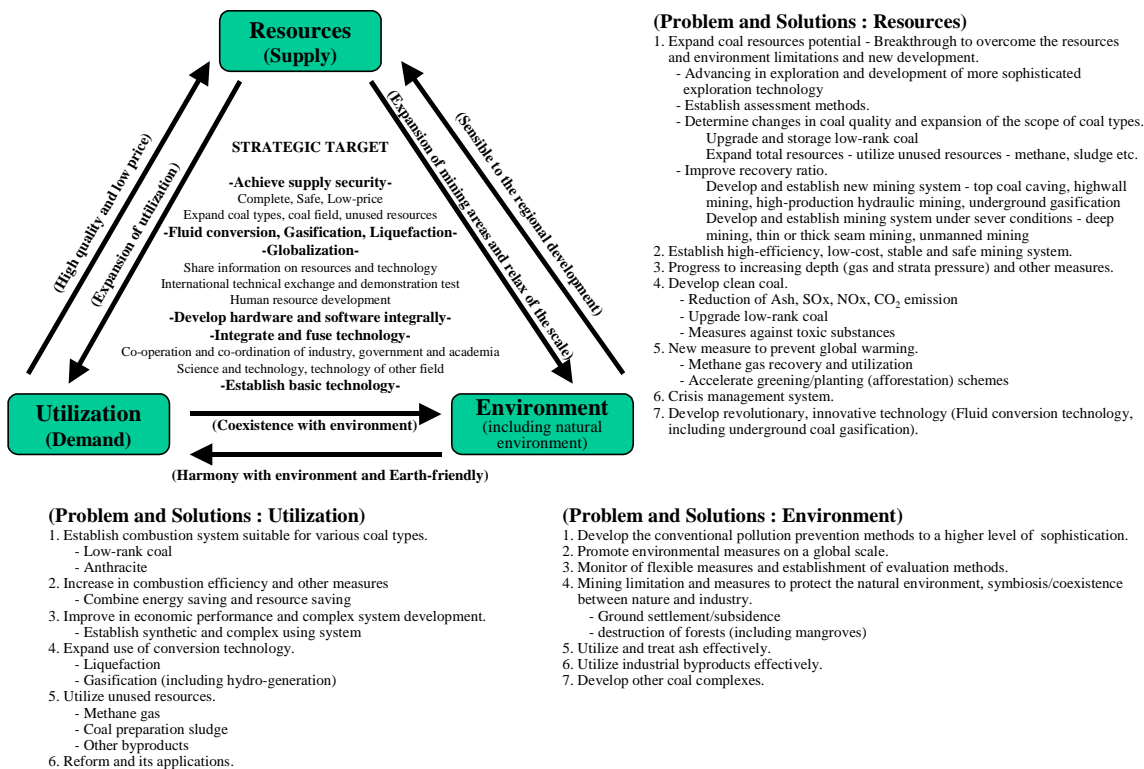 Resources
(Supply)
(High quality and low price)
(Expansion of utilization)
(Expansion of mining areas and relax of the scale)
(Sensible to the regional development)
STRATEGIC TARGET
-Achieve supply security-
Complete, Safe, Low-price
Expand coal types, coal field, unused resources
-Fluid conversion, Gasification, Liquefaction-
-Globalization-
Share information on resources and technology
International technical exchange and demonstration test
Human resource development
-Develop hardware and software integrally-
-Integrate and fuse technology-
Co-operation and co-ordination of industry, government and academia
Science and technology, technology of other field
-Establish basic technology-
Utilization
(Demand)
(Coexistence with environment)
Environment
(including natural
environment)
(Harmony with environment and Earth-friendly)
(Problem and Solutions : Resources)
1. Expand coal resources potential - Breakthrough to overcome the resources
and environment limitations and new development.
- Advancing in exploration and development of more sophisticated
exploration technology
- Establish assessment methods.
- Determine changes in coal quality and expansion of the scope of coal types.
Upgrade and storage low-rank coal
Expand total resources - utilize unused resources - methane, sludge etc.
- Improve recovery ratio.
Develop and establish new mining system - top coal caving, highwall
mining, high-production hydraulic mining, underground gasification
Develop and establish mining system under sever conditions - deep
mining, thin or thick seam mining, unmanned mining
2. Establish high-efficiency, low-cost, stable and safe mining system.
3. Progress to increasing depth (gas and strata pressure) and other measures.
4. Develop clean coal.
- Reduction of Ash, SOx, NOx, CO2 emission
- Upgrade low-rank coal
- Measures against toxic substances
5. New measure to prevent global warming.
- Methane gas recovery and utilization
- Accelerate greening/planting (afforestation) schemes
6. Crisis management system.
7. Develop revolutionary, innovative technology (Fluid conversion technology,
including underground coal gasification).
(Problem and Solutions : Utilization)
1. Establish combustion system suitable for various coal types.
- Low-rank coal
- Anthracite
2. Increase in combustion efficiency and other measures
- Combine energy saving and resource saving
3. Improve in economic performance and complex system development.
- Establish synthetic and complex using system
4. Expand use of conversion technology.
- Liquefaction
- Gasification (including hydro-generation)
5. Utilize unused resources.
- Methane gas
- Coal preparation sludge
- Other byproducts
6. Reform and its applications.
(Problem and Solutions : Environment)
1. Develop the conventional pollution prevention methods to a higher level of sophistication.
2. Promote environmental measures on a global scale.
3. Monitor of flexible measures and establishment of evaluation methods.
4. Mining limitation and measures to protect the natural environment, symbiosis/coexistence
between nature and industry.
- Ground settlement/subsidence
- destruction of forests (including mangroves)
5. Utilize and treat ash effectively.
6. Utilize industrial byproducts effectively.
7. Develop other coal complexes.